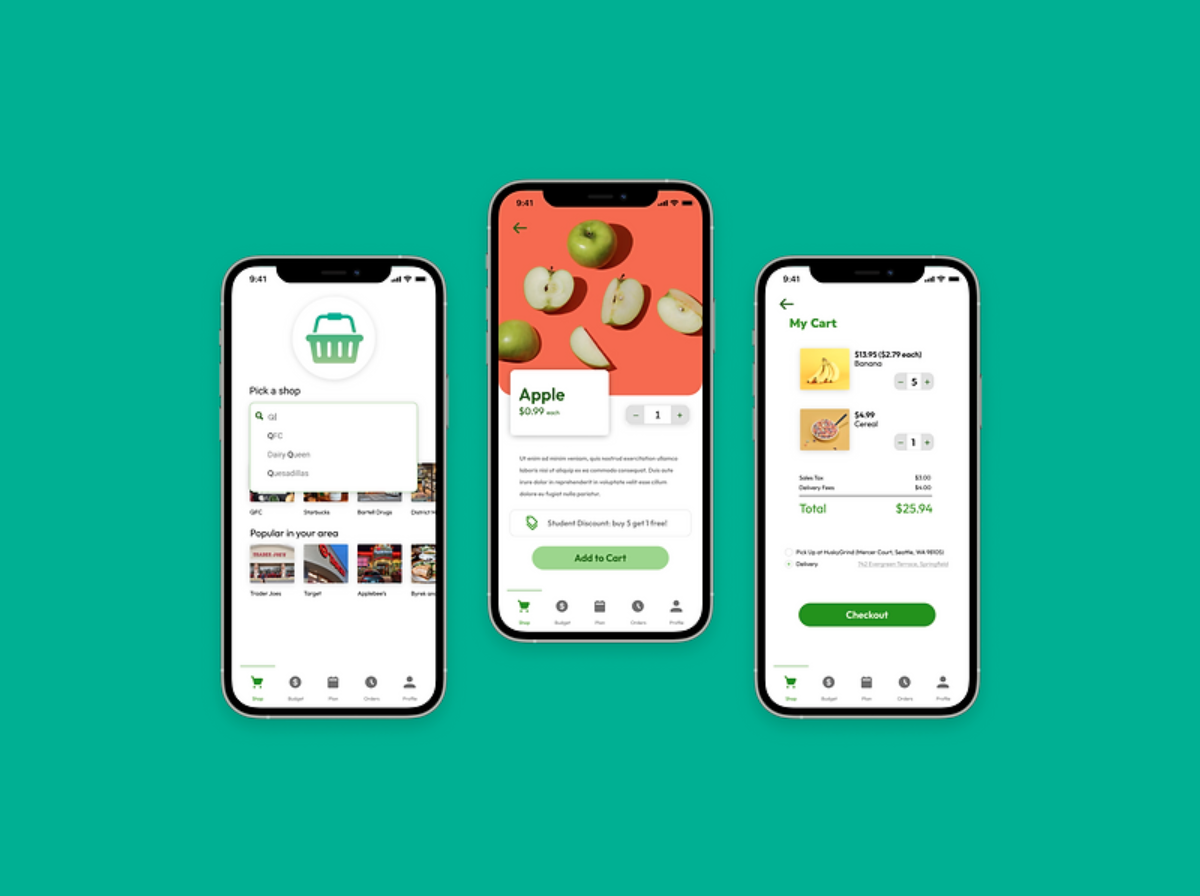 9:41
Pick a shop
Q
QFC
Dairy Queen
Quesadillas
QFC Starbucks Bartell Drugs District
Popular in your area
TRADER JOE'S
Trader Joes Target Applebee's Byrek
Shop Budget Plan Orders Profile
9:41
Apple
$0.99 each
1
Ut enim ad minim veniam, quis nostrud exercitation ullamco
laboris nisi ut aliquip ex ea commodo consequat. Duis aute
irure dolor in reprehenderit in voluptate velit esse cillum
dolore eu fugiat nulla pariatur.
Student Discount: buy 5 get 1 free!
Add to Cart
Shop Budget Plan Orders Profile
9:41
My Cart
$13.95 ($2.79 each)
Banana
5
$4.99
Cereal
1
Sales Tax $3.00
Delivery Fees $4.00
Total $25.94
Pick Up at HuskyGrind (Mercer Court, Seattle, WA 98105)
Delivery 742 Evergreen Terrace, Springfield
Checkout
Shop Budget Plan Orders Profile